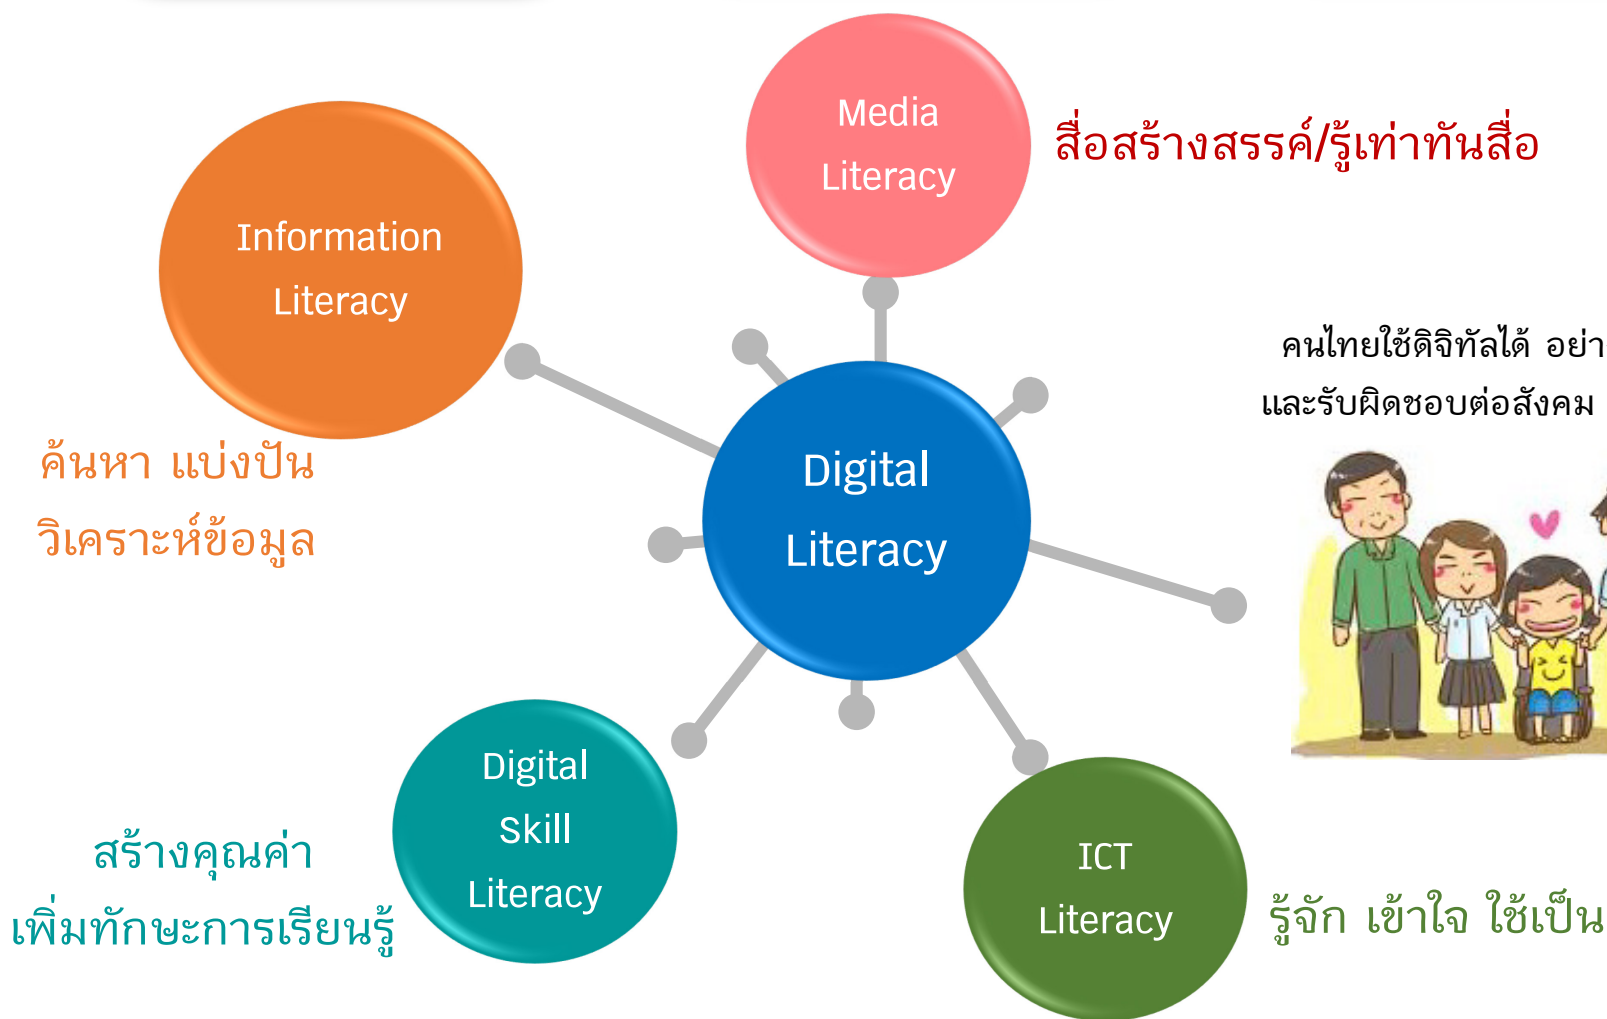 Media
Literacy
สื่อสร้างสรรค์/รู้เท่าทันสื่อ
Information
Literacy
ค้นหา แบ่งปัน
วิเคราะห์ข้อมูล
คนไทยใช้ดิจิทัลได้
และรับผิดชอบต่อสังคม
Digital
Literacy
Digital
Skill
Literacy
สร้างคุณค่า
เพิ่มทักษะการเรียนรู้
ICT
Literacy
รู้จัก เข้าใจ ใช้เป็น